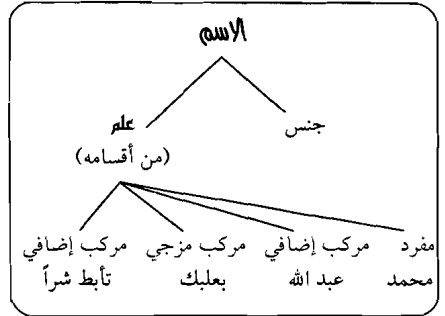 الاسم
جنس علم
(من أقسامه)
مفرد مركب إضافي مركب مزجي مركب إضافي
محمد عبد الله بعلبك تأبط شراً